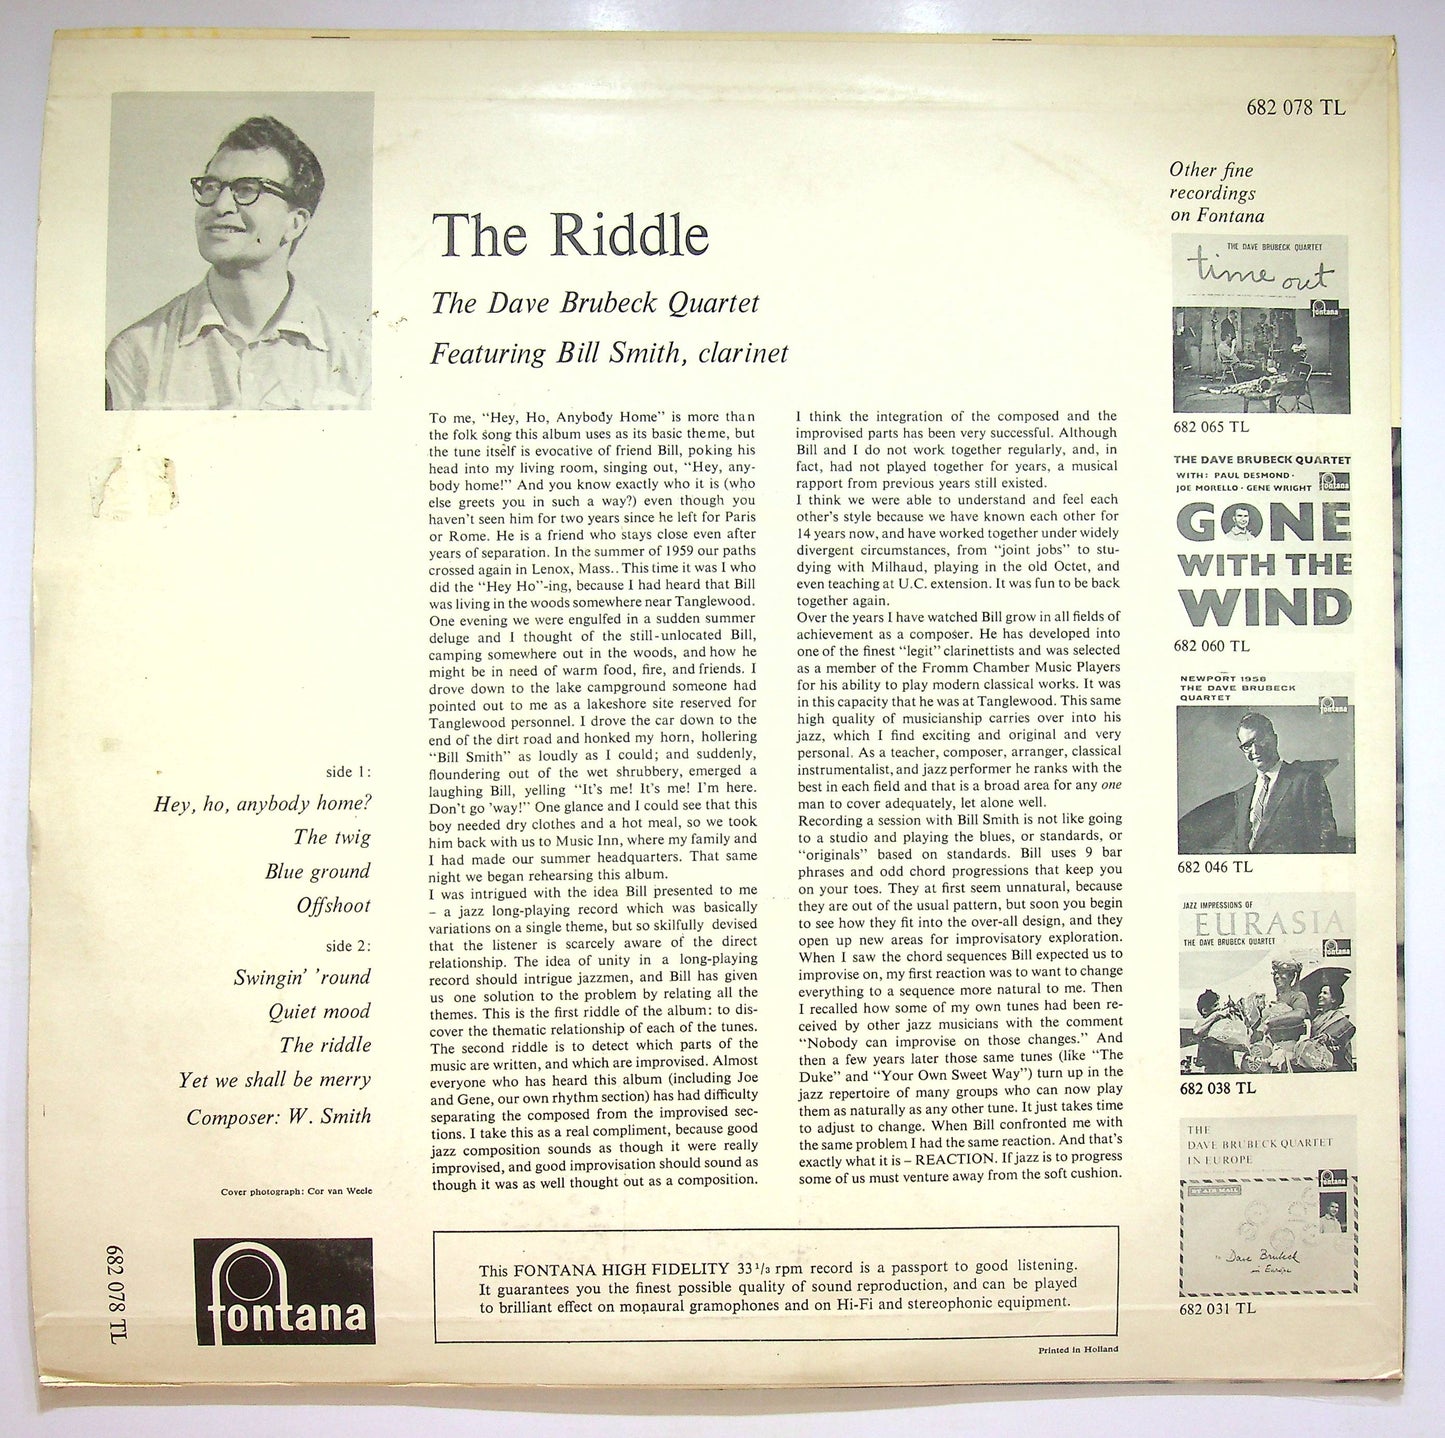 682 078 TL
The Riddle
The Dave Brubeck Quartet
Featuring Bill Smith, clarinet
To me, “Hey, Ho, Anybody Home” is more than
the folk song this album uses as its basic theme, but
the tune itself is evocative of friend Bill, poking his
head into my living room, singing out, “Hey, any-
body home!” And you know exactly who it is (who
else greets you in such a way?) even though you
haven’t seen him for two years since he left for Paris
or Rome. He is a friend who stays close even after
years of separation. In the summer of 1959 our paths
crossed again in Lenox, Mass.. This time it was I who
did the “Hey Ho”-ing, because I had heard that Bill
was living in the woods somewhere near Tanglewood.
One evening we were engulfed in a sudden summer
deluge and I thought of the still-unlocated Bill,
camping somewhere out in the woods, and how he
might be in need of warm food, fire, and friends. I
drove down to the lake campground someone had
pointed out to me as a lakeshore site reserved for
Tanglewood personnel. I drove the car down to the
end of the dirt road and honked my horn, hollering
“Bill Smith” as loudly as I could; and suddenly,
floundering out of the wet shrubbery, emerged a
laughing Bill, yelling “It’s me! It’s me! I’m here.
Don’t go ’way!” One glance and I could see that this
boy needed dry clothes and a hot meal, so we took
him back with us to Music Inn, where my family and
I had made our summer headquarters. That same
night we began rehearsing this album.
I was intrigued with the idea Bill presented to me
– a jazz long-playing record which was basically
variations on a single theme, but so skilfully devised
that the listener is scarcely aware of the direct
relationship. The idea of unity in a long-playing
record should intrigue jazzmen, and Bill has given
us one solution to the problem by relating all the
themes. This is the first riddle of the album: to dis-
cover the thematic relationship of each of the tunes.
The second riddle is to detect which parts of the
music are written, and which are improvised. Almost
everyone who has heard this album (including Joe
and Gene, our own rhythm section) has had difficulty
separating the composed from the improvised sec-
tions. I take this as a real compliment, because good
jazz composition sounds as though it were really
improvised, and good improvisation should sound as
though it was as well thought out as a composition.
I think the integration of the composed and the
improvised parts has been very successful. Although
Bill and I do not work together regularly, and, in
fact, had not played together for years, a musical
rapport from previous years still existed.
I think we were able to understand and feel each
other’s style because we have known each other for
14 years now, and have worked together under widely
divergent circumstances, from “joint jobs” to stu-
dying with Milhaud, playing in the old Octet, and
even teaching at U.C. extension. It was fun to be back
together again.
Over the years I have watched Bill grow in all fields of
achievement as a composer. He has developed into
one of the finest “legit” clarinettists and was selected
as a member of the Fromm Chamber Music Players
for his ability to play modern classical works. It was
in this capacity that he was at Tanglewood. This same
high quality of musicianship carries over into his
jazz, which I find exciting and original and very
personal. As a teacher, composer, arranger, classical
instrumentalist, and jazz performer he ranks with the
best in each field and that is a broad area for any one
man to cover adequately, let alone well.
Recording a session with Bill Smith is not like going
to a studio and playing the blues, or standards, or
“originals” based on standards. Bill uses 9 bar
phrases and odd chord progressions that keep you
on your toes. They at first seem unnatural, because
they are out of the usual pattern, but soon you begin
to see how they fit into the over-all design, and they
open up new areas for improvisatory exploration.
When I saw the chord sequences Bill expected us to
improvise on, my first reaction was to want to change
everything to a sequence more natural to me. Then
I recalled how some of my own tunes had been re-
ceived by other jazz musicians with the comment
“Nobody can improvise on those changes.” And
then a few years later those same tunes (like “The
Duke” and “Your Own Sweet Way”) turn up in the
jazz repertoire of many groups who can now play
them as naturally as any other tune. It just takes time
to adjust to change. When Bill confronted me with
the same problem I had the same reaction. And that’s
exactly what it is – REACTION. If jazz is to progress
some of us must venture away from the soft cushion.
side 1:
Hey, ho, anybody home?
The twig
Blue ground
Offshoot
side 2:
Swingin’ ’round
Quiet mood
The riddle
Yet we shall be merry
Composer: W. Smith
Cover photograph: Cor van Weele
682 078 TL
fontana
This FONTANA HIGH FIDELITY 33 1/3 rpm record is a passport to good listening.
It guarantees you the finest possible quality of sound reproduction, and can be played
to brilliant effect on monaural gramophones and on Hi-Fi and stereophonic equipment.
Printed in Holland
Other fine
recordings
on Fontana
THE DAVE BRUBECK QUARTET
time out
fontana
682 065 TL
THE DAVE BRUBECK QUARTET
WITH: PAUL DESMOND ·
JOE MORELLO · GENE WRIGHT
fontana
GONE
WITH THE
WIND
682 060 TL
NEWPORT 1958
THE DAVE BRUBECK
QUARTET
fontana
682 046 TL
JAZZ IMPRESSIONS OF
EURASIA
THE DAVE BRUBECK QUARTET
fontana
682 038 TL
THE
DAVE BRUBECK QUARTET
IN EUROPE
fontana
BY AIR MAIL
Dave Brubeck
in Europe
682 031 TL